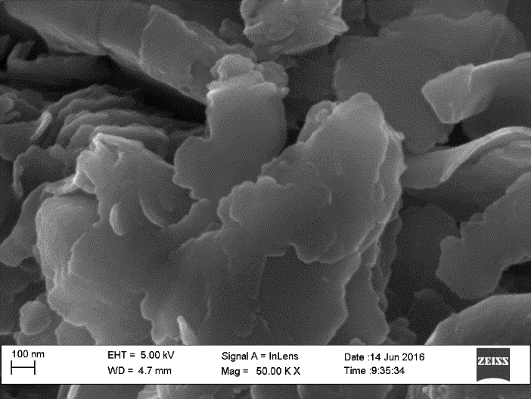 100 nm EHT = 5.00 kV Signal A = InLens Date :14 Jun 2016 ZEISS
WD = 4.7 mm Mag = 50.00 K X Time :9:35:34